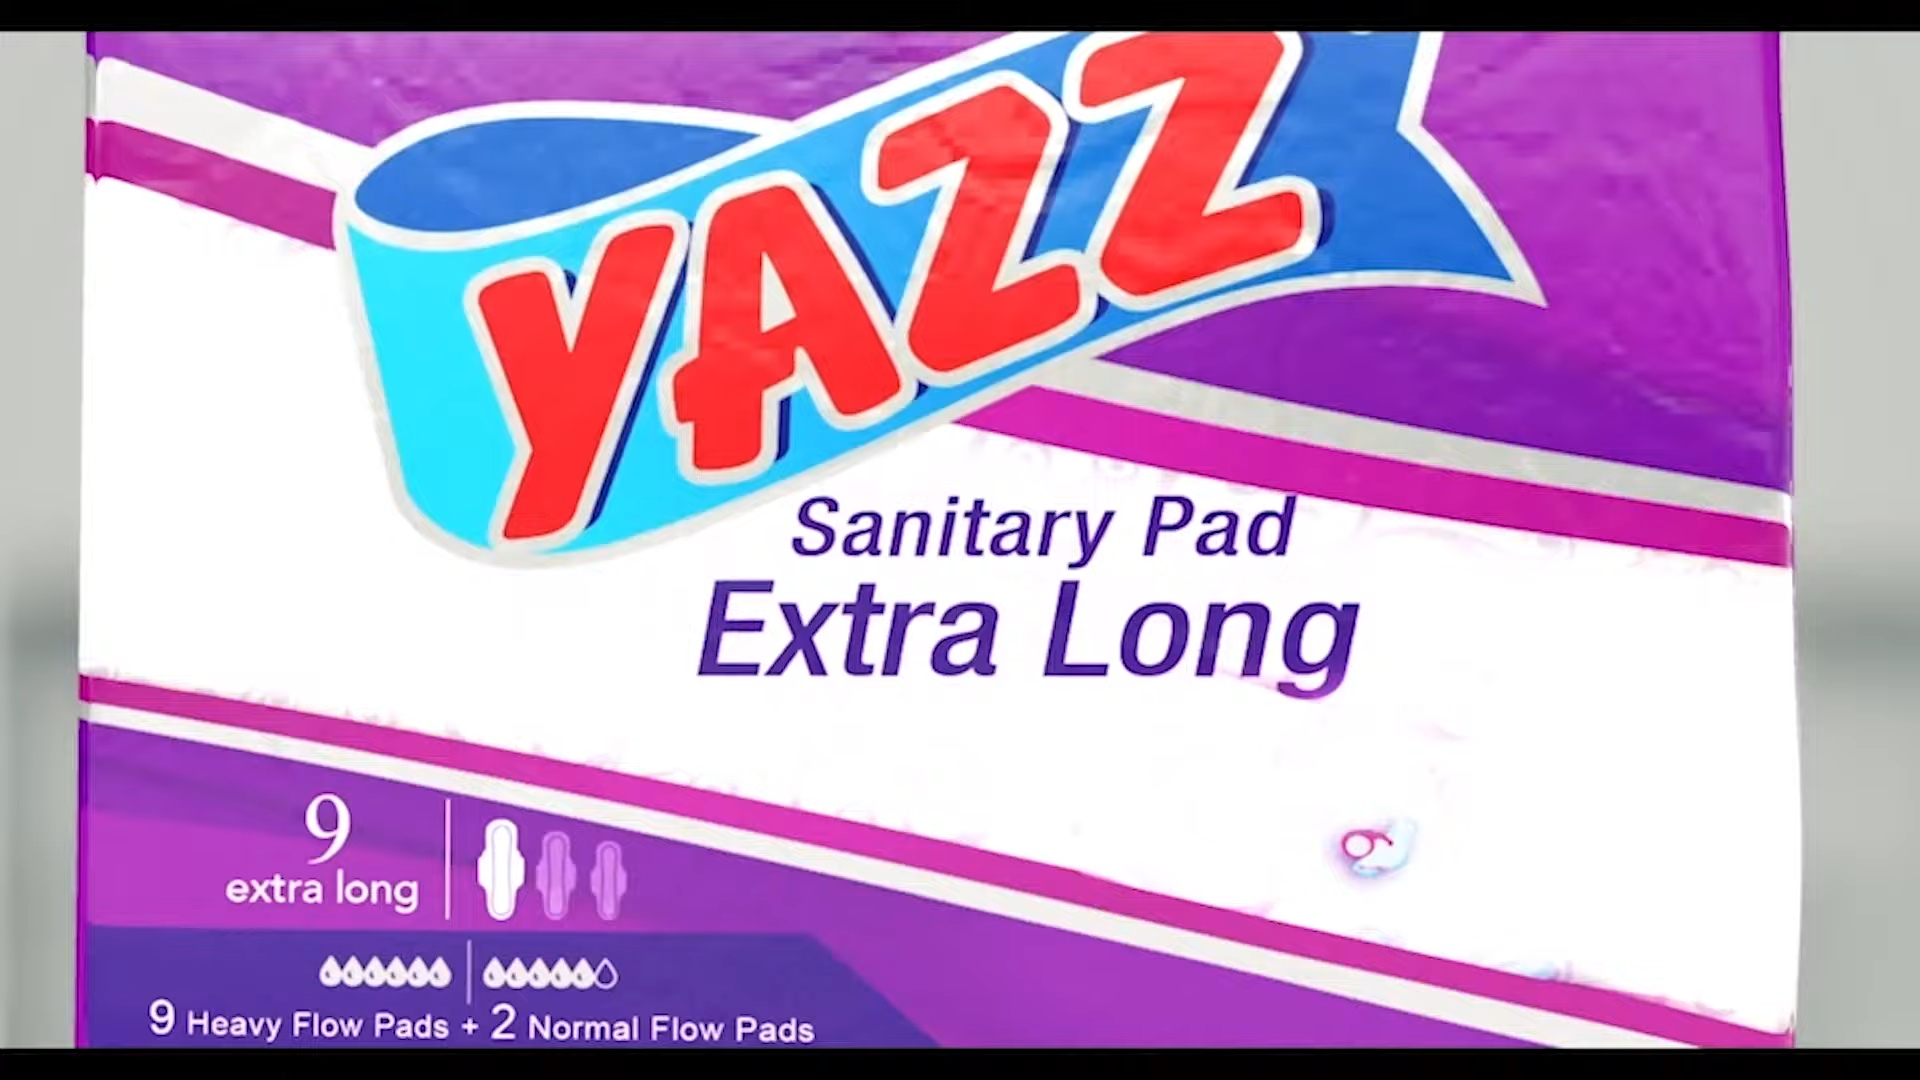 YAZZ
Sanitary Pad
Extra Long
9
extra long
9 Heavy Flow Pads + 2 Normal Flow Pads